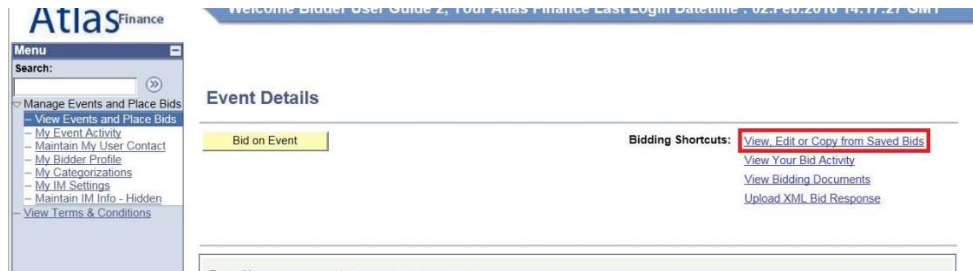 Atlas Finance
Welcome Bidder User Guide 2, Your Atlas Finance Last Login Datetime : 02.Feb.2016 14:17:27 GMT
Menu
Search:
Manage Events and Place Bids
– View Events and Place Bids
– My Event Activity
– Maintain My User Contact
– My Bidder Profile
– My Categorizations
– My IM Settings
– Maintain IM Info - Hidden
– View Terms & Conditions
Event Details
Bid on Event
Bidding Shortcuts: View, Edit or Copy from Saved Bids
View Your Bid Activity
View Bidding Documents
Upload XML Bid Response